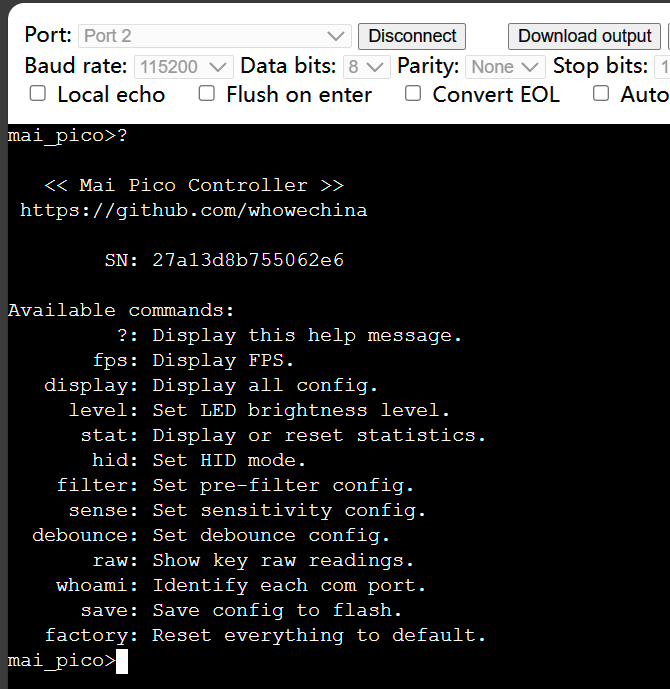 Port: Port 2 Disconnect Download output
Baud rate: 115200 Data bits: 8 Parity: None Stop bits: 1
Local echo Flush on enter Convert EOL Auto
mai_pico>?
<< Mai Pico Controller >>
https://github.com/whowechina
SN: 27a13d8b755062e6
Available commands:
?: Display this help message.
fps: Display FPS.
display: Display all config.
level: Set LED brightness level.
stat: Display or reset statistics.
hid: Set HID mode.
filter: Set pre-filter config.
sense: Set sensitivity config.
debounce: Set debounce config.
raw: Show key raw readings.
whoami: Identify each com port.
save: Save config to flash.
factory: Reset everything to default.
mai_pico>